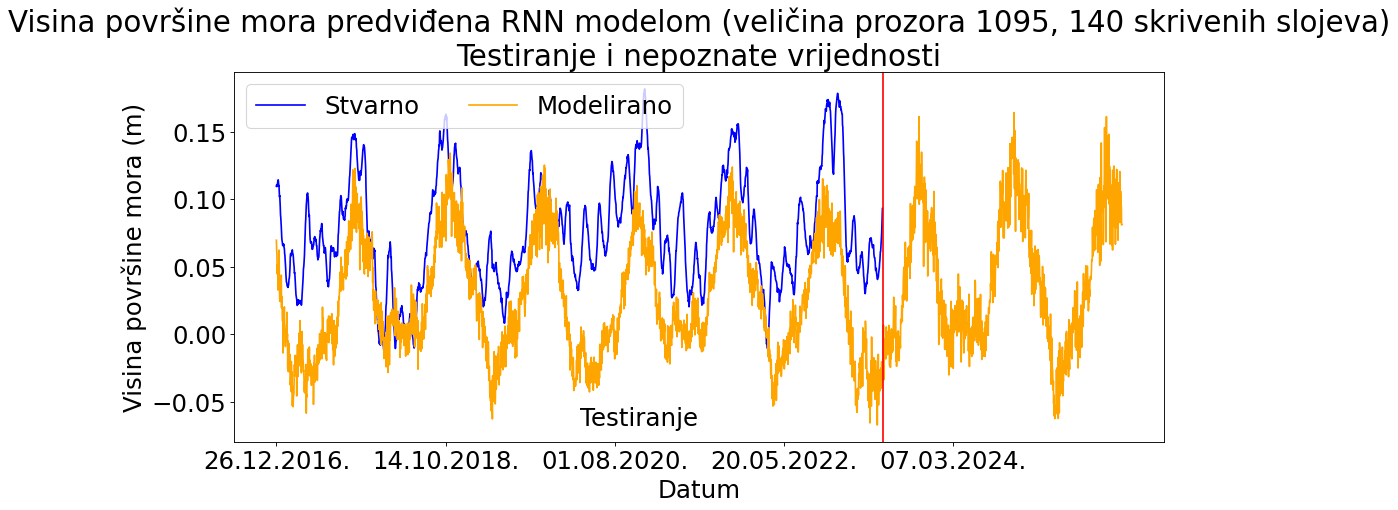 Visina površine mora predviđena RNN modelom (veličina prozora 1095, 140 skrivenih slojeva)
Testiranje i nepoznate vrijednosti
Stvarno Modelirano
Visina površine mora (m)
0.15
0.10
0.05
0.00
−0.05
Testiranje
26.12.2016. 14.10.2018. 01.08.2020. 20.05.2022. 07.03.2024.
Datum